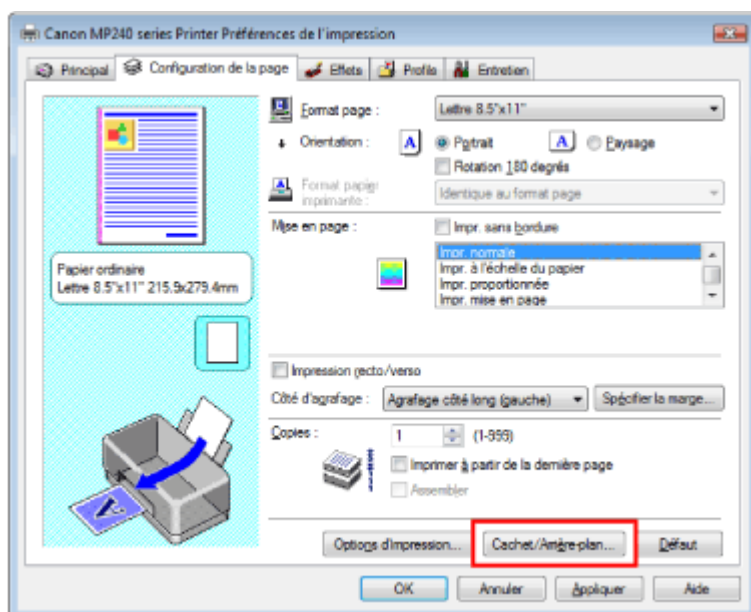 Canon MP240 series Printer Préférences de l'impression
Principal Configuration de la page Effets Profils Entretien
Format page : Lettre 8.5"x11"
Orientation : A Portrait A Paysage
Rotation 180 degrés
Format papier imprimante : Identique au format page
Mise en page : Impr. sans bordure
Impr. normale
Impr. à l'échelle du papier
Impr. proportionnée
Impr. mise en page
Papier ordinaire
Lettre 8.5"x11" 215.9x279.4mm
Impression recto/verso
Côté d'agrafage : Agrafage côté long (gauche) Spécifier la marge...
Copies : 1 (1-999)
Imprimer à partir de la dernière page
Assembler
Options d'impression... Cachet/Arrière-plan... Défaut
OK Annuler Appliquer Aide